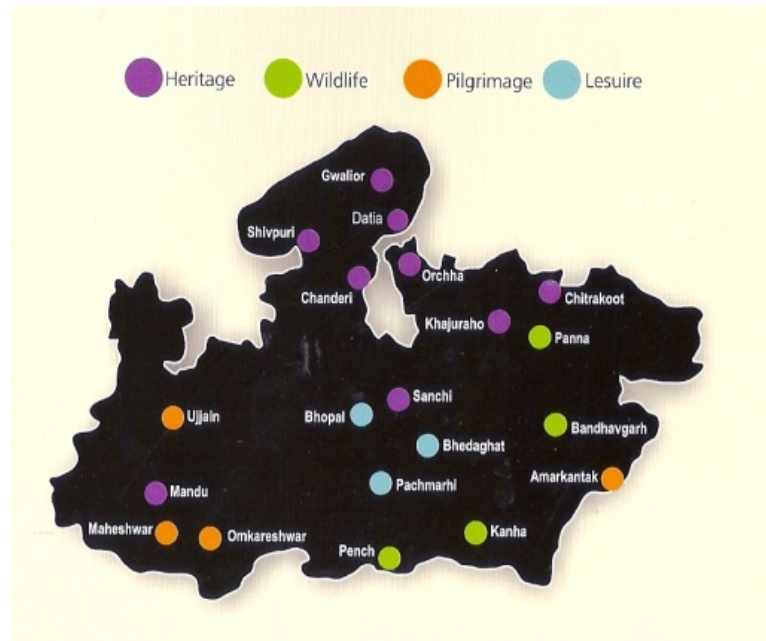 Heritage
Wildlife
Pilgrimage
Lesuire
Gwalior
Datia
Shivpuri
Orchha
Chanderi
Chitrakoot
Khajuraho
Panna
Sanchi
Ujjain
Bhopal
Bandhavgarh
Bhedaghat
Amarkantak
Pachmarhi
Mandu
Maheshwar
Omkareshwar
Kanha
Pench